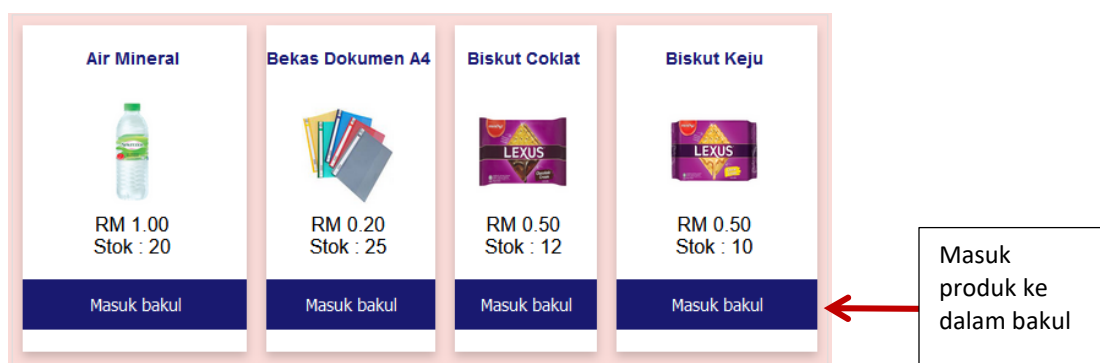 Air Mineral
RM 1.00
Stok : 20
Masuk bakul
Bekas Dokumen A4
RM 0.20
Stok : 25
Masuk bakul
Biskut Coklat
LEXUS
RM 0.50
Stok : 12
Masuk bakul
Biskut Keju
LEXUS
RM 0.50
Stok : 10
Masuk bakul
Masuk
produk ke
dalam bakul